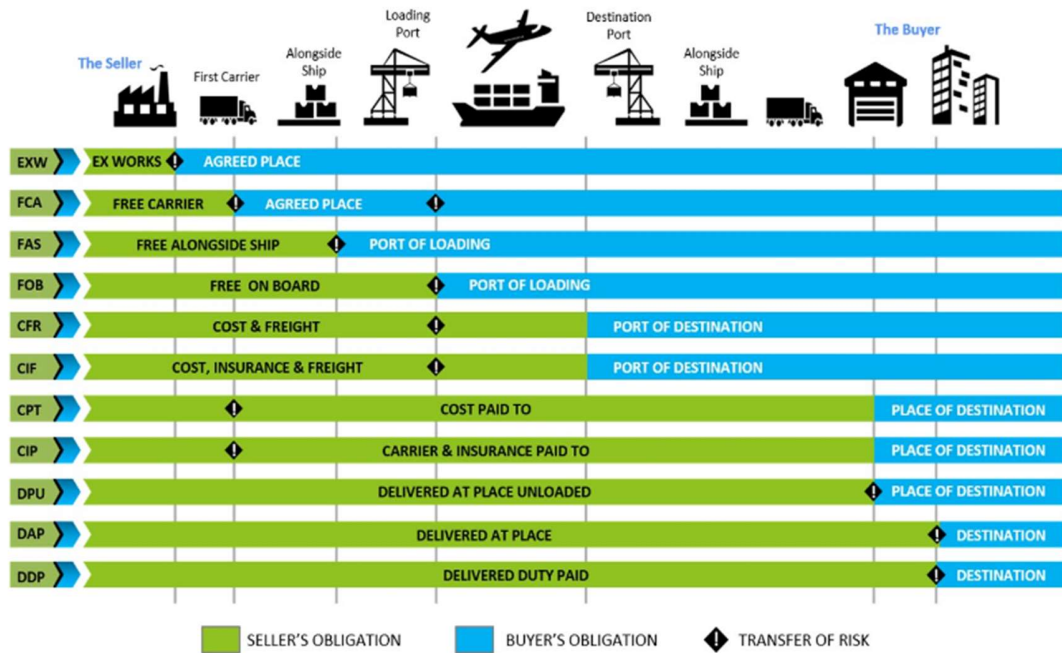 Loading
Port
Destination
Port
The Buyer
The Seller
Alongside
Ship
Alongside
Ship
First Carrier
EXW EX WORKS ! AGREED PLACE
FCA FREE CARRIER ! AGREED PLACE !
FAS FREE ALONGSIDE SHIP ! PORT OF LOADING
FOB FREE ON BOARD ! PORT OF LOADING
CFR COST & FREIGHT ! PORT OF DESTINATION
CIF COST, INSURANCE & FREIGHT ! PORT OF DESTINATION
CPT ! COST PAID TO PLACE OF DESTINATION
CIP ! CARRIER & INSURANCE PAID TO PLACE OF DESTINATION
DPU DELIVERED AT PLACE UNLOADED ! PLACE OF DESTINATION
DAP DELIVERED AT PLACE ! DESTINATION
DDP DELIVERED DUTY PAID ! DESTINATION
SELLER'S OBLIGATION BUYER'S OBLIGATION ! TRANSFER OF RISK